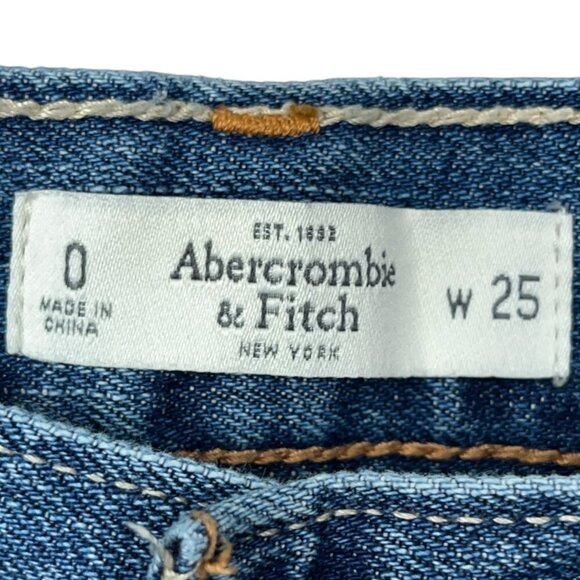 EST. 1892
0
Abercrombie
& Fitch
W 25
MADE IN
CHINA
NEW YORK